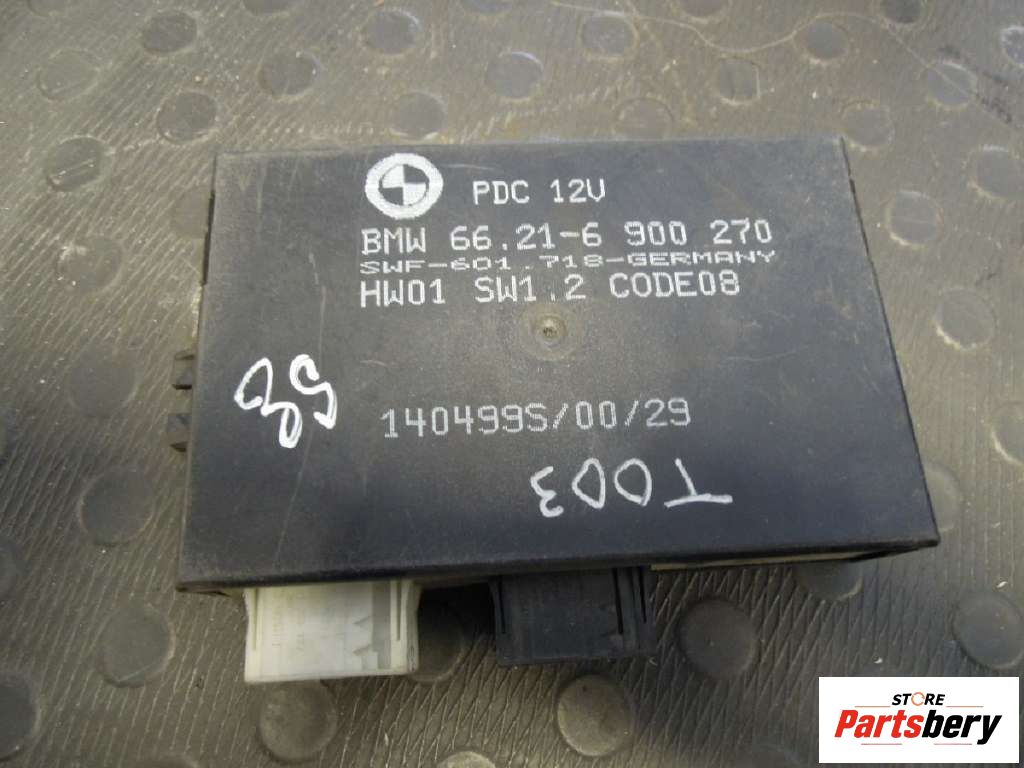 PDC 12V
BMW 66.21-6 900 270
SWF-601.718-GERMANY
HW01 SW1.2 CODE08
140499S/00/29
T003
STORE
Partsbery